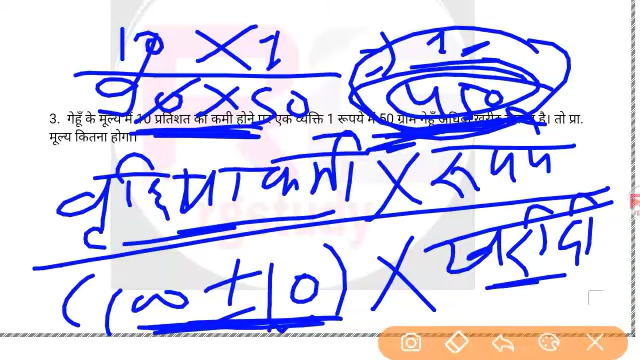 10 × 1
90 × 50
= 1
450
3. गेहूँ के मूल्य में 10 प्रतिशत की कमी होने पर एक व्यक्ति 1 रूपये में 50 ग्राम गेहूँ अधिक खरीद है। तो प्रा.
मूल्य कितना होगा।
वृद्धि या कमी × रूपये
(100 ± 10) × खरीदी